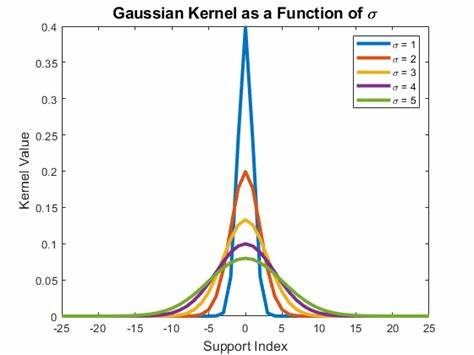 Gaussian Kernel as a Function of σ
σ = 1
σ = 2
σ = 3
σ = 4
σ = 5
Kernel Value
0.4
0.35
0.3
0.25
0.2
0.15
0.1
0.05
0
-25 -20 -15 -10 -5 0 5 10 15 20 25
Support Index